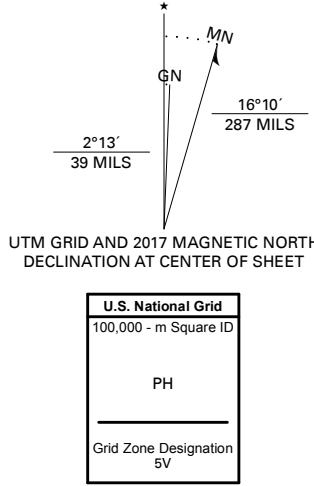 ★
MN
GN
16°10´
287 MILS
2°13´
39 MILS
UTM GRID AND 2017 MAGNETIC NORTH
DECLINATION AT CENTER OF SHEET
U.S. National Grid
100,000 - m Square ID
PH
Grid Zone Designation
5V